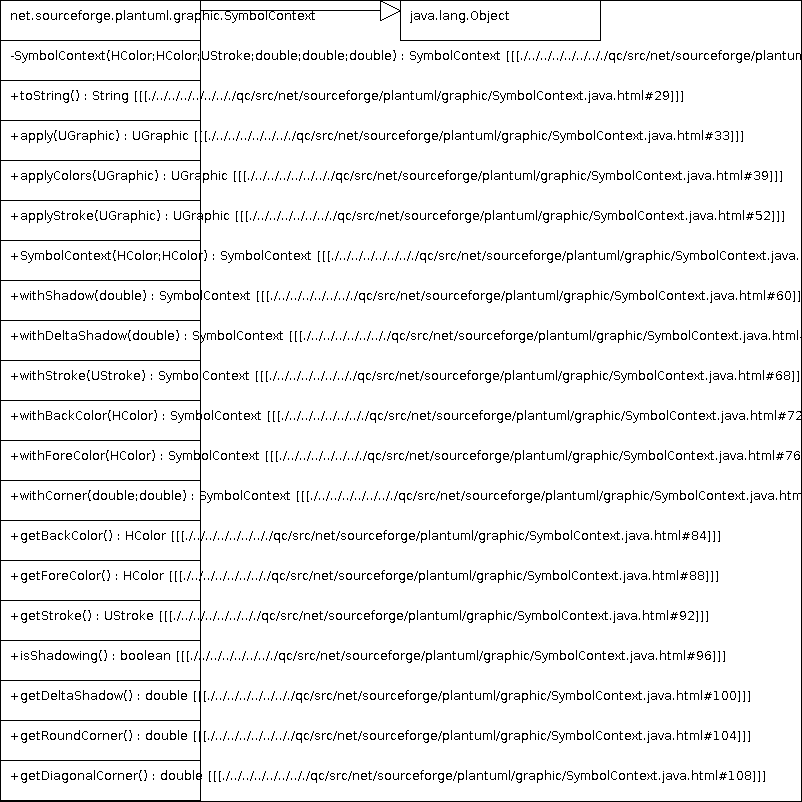 net.sourceforge.plantuml.graphic.SymbolContext
java.lang.Object
-SymbolContext(HColor;HColor;UStroke;double;double;double) : SymbolContext [[[./../../../../../../qc/src/net/sourceforge/plantum
+toString() : String [[[./../../../../../../qc/src/net/sourceforge/plantuml/graphic/SymbolContext.java.html#29]]]
+apply(UGraphic) : UGraphic [[[./../../../../../../qc/src/net/sourceforge/plantuml/graphic/SymbolContext.java.html#33]]]
+applyColors(UGraphic) : UGraphic [[[./../../../../../../qc/src/net/sourceforge/plantuml/graphic/SymbolContext.java.html#39]]]
+applyStroke(UGraphic) : UGraphic [[[./../../../../../../qc/src/net/sourceforge/plantuml/graphic/SymbolContext.java.html#52]]]
+SymbolContext(HColor;HColor) : SymbolContext [[[./../../../../../../qc/src/net/sourceforge/plantuml/graphic/SymbolContext.java.
+withShadow(double) : SymbolContext [[[./../../../../../../qc/src/net/sourceforge/plantuml/graphic/SymbolContext.java.html#60]]
+withDeltaShadow(double) : SymbolContext [[[./../../../../../../qc/src/net/sourceforge/plantuml/graphic/SymbolContext.java.html
+withStroke(UStroke) : SymbolContext [[[./../../../../../../qc/src/net/sourceforge/plantuml/graphic/SymbolContext.java.html#68]]
+withBackColor(HColor) : SymbolContext [[[./../../../../../../qc/src/net/sourceforge/plantuml/graphic/SymbolContext.java.html#72
+withForeColor(HColor) : SymbolContext [[[./../../../../../../qc/src/net/sourceforge/plantuml/graphic/SymbolContext.java.html#76
+withCorner(double;double) : SymbolContext [[[./../../../../../../qc/src/net/sourceforge/plantuml/graphic/SymbolContext.java.htm
+getBackColor() : HColor [[[./../../../../../../qc/src/net/sourceforge/plantuml/graphic/SymbolContext.java.html#84]]]
+getForeColor() : HColor [[[./../../../../../../qc/src/net/sourceforge/plantuml/graphic/SymbolContext.java.html#88]]]
+getStroke() : UStroke [[[./../../../../../../qc/src/net/sourceforge/plantuml/graphic/SymbolContext.java.html#92]]]
+isShadowing() : boolean [[[./../../../../../../qc/src/net/sourceforge/plantuml/graphic/SymbolContext.java.html#96]]]
+getDeltaShadow() : double [[[./../../../../../../qc/src/net/sourceforge/plantuml/graphic/SymbolContext.java.html#100]]]
+getRoundCorner() : double [[[./../../../../../../qc/src/net/sourceforge/plantuml/graphic/SymbolContext.java.html#104]]]
+getDiagonalCorner() : double [[[./../../../../../../qc/src/net/sourceforge/plantuml/graphic/SymbolContext.java.html#108]]]